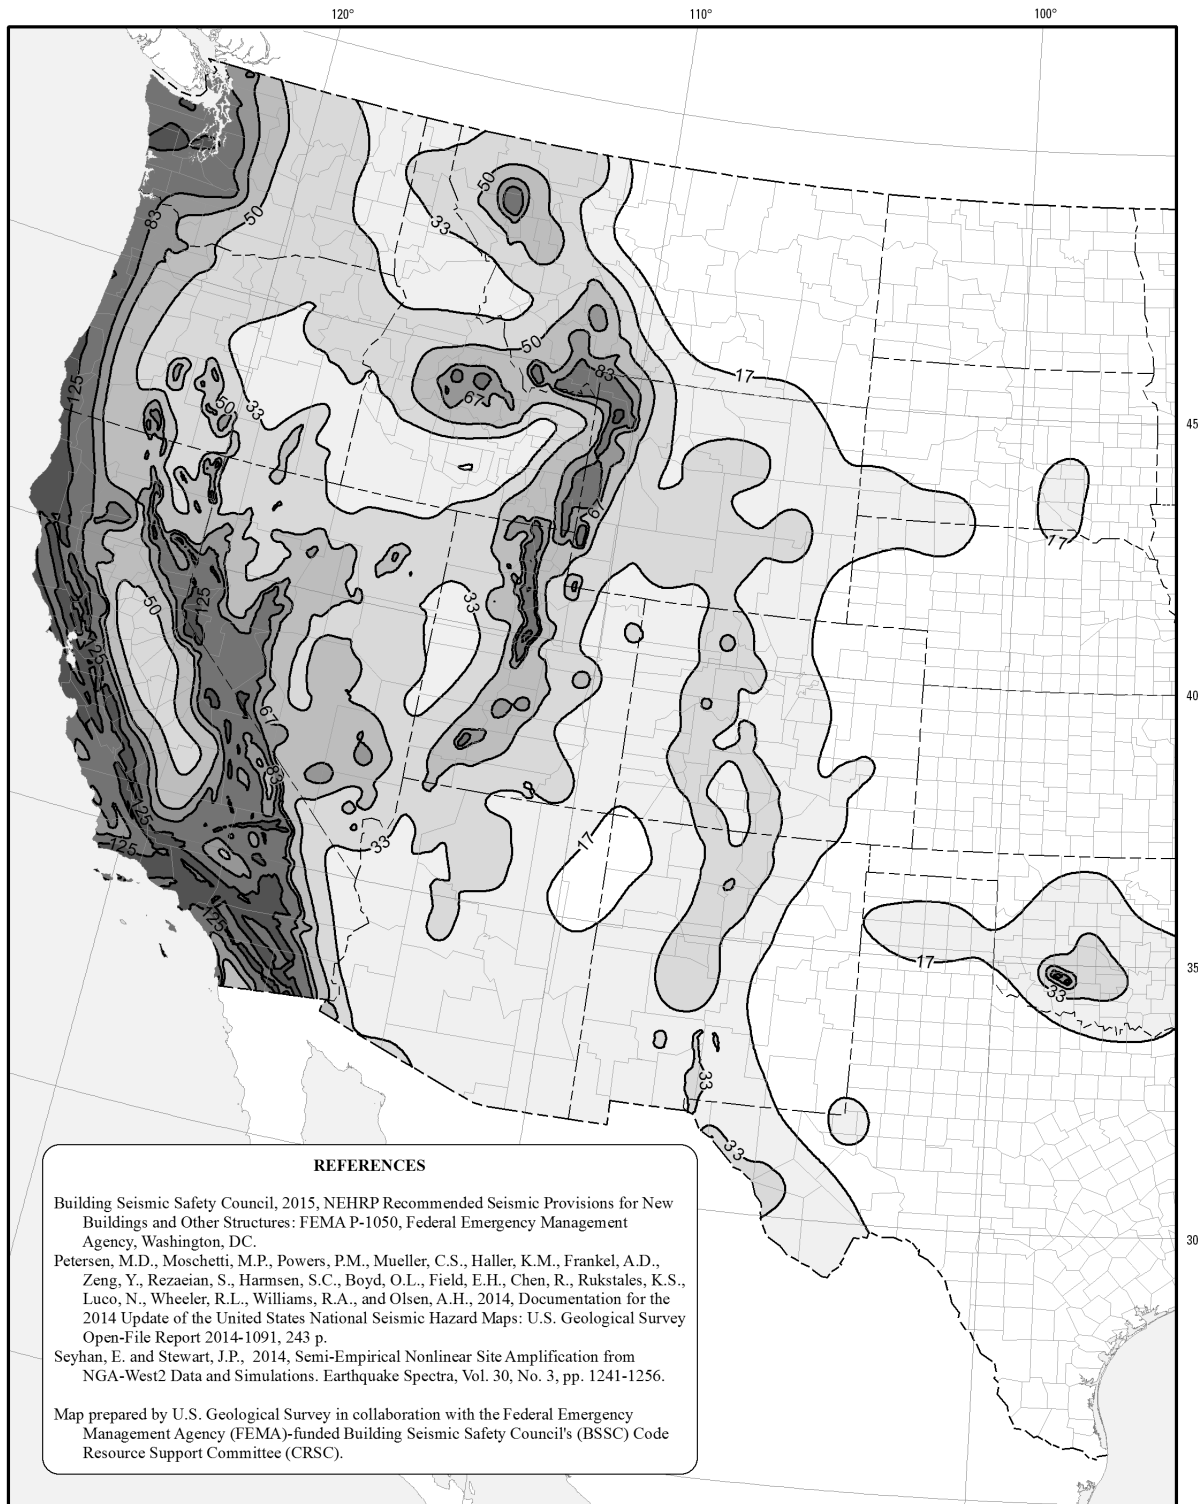 120°
110°
100°
50
50
83
33
45
50
17
83
125
67
50
33
17
67
50
33
125
125
40
67
83
125
33
17
125
125
17
33
35
33
33
30
REFERENCES
Building Seismic Safety Council, 2015, NEHRP Recommended Seismic Provisions for New
Buildings and Other Structures: FEMA P-1050, Federal Emergency Management
Agency, Washington, DC.
Petersen, M.D., Moschetti, M.P., Powers, P.M., Mueller, C.S., Haller, K.M., Frankel, A.D.,
Zeng, Y., Rezaeian, S., Harmsen, S.C., Boyd, O.L., Field, E.H., Chen, R., Rukstales, K.S.,
Luco, N., Wheeler, R.L., Williams, R.A., and Olsen, A.H., 2014, Documentation for the
2014 Update of the United States National Seismic Hazard Maps: U.S. Geological Survey
Open-File Report 2014-1091, 243 p.
Seyhan, E. and Stewart, J.P., 2014, Semi-Empirical Nonlinear Site Amplification from
NGA-West2 Data and Simulations. Earthquake Spectra, Vol. 30, No. 3, pp. 1241-1256.
Map prepared by U.S. Geological Survey in collaboration with the Federal Emergency
Management Agency (FEMA)-funded Building Seismic Safety Council's (BSSC) Code
Resource Support Committee (CRSC).